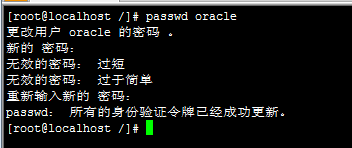 [root@localhost /]# passwd oracle
更改用户 oracle 的密码 。
新的 密码：
无效的密码： 过短
无效的密码： 过于简单
重新输入新的 密码：
passwd： 所有的身份验证令牌已经成功更新。
[root@localhost /]#